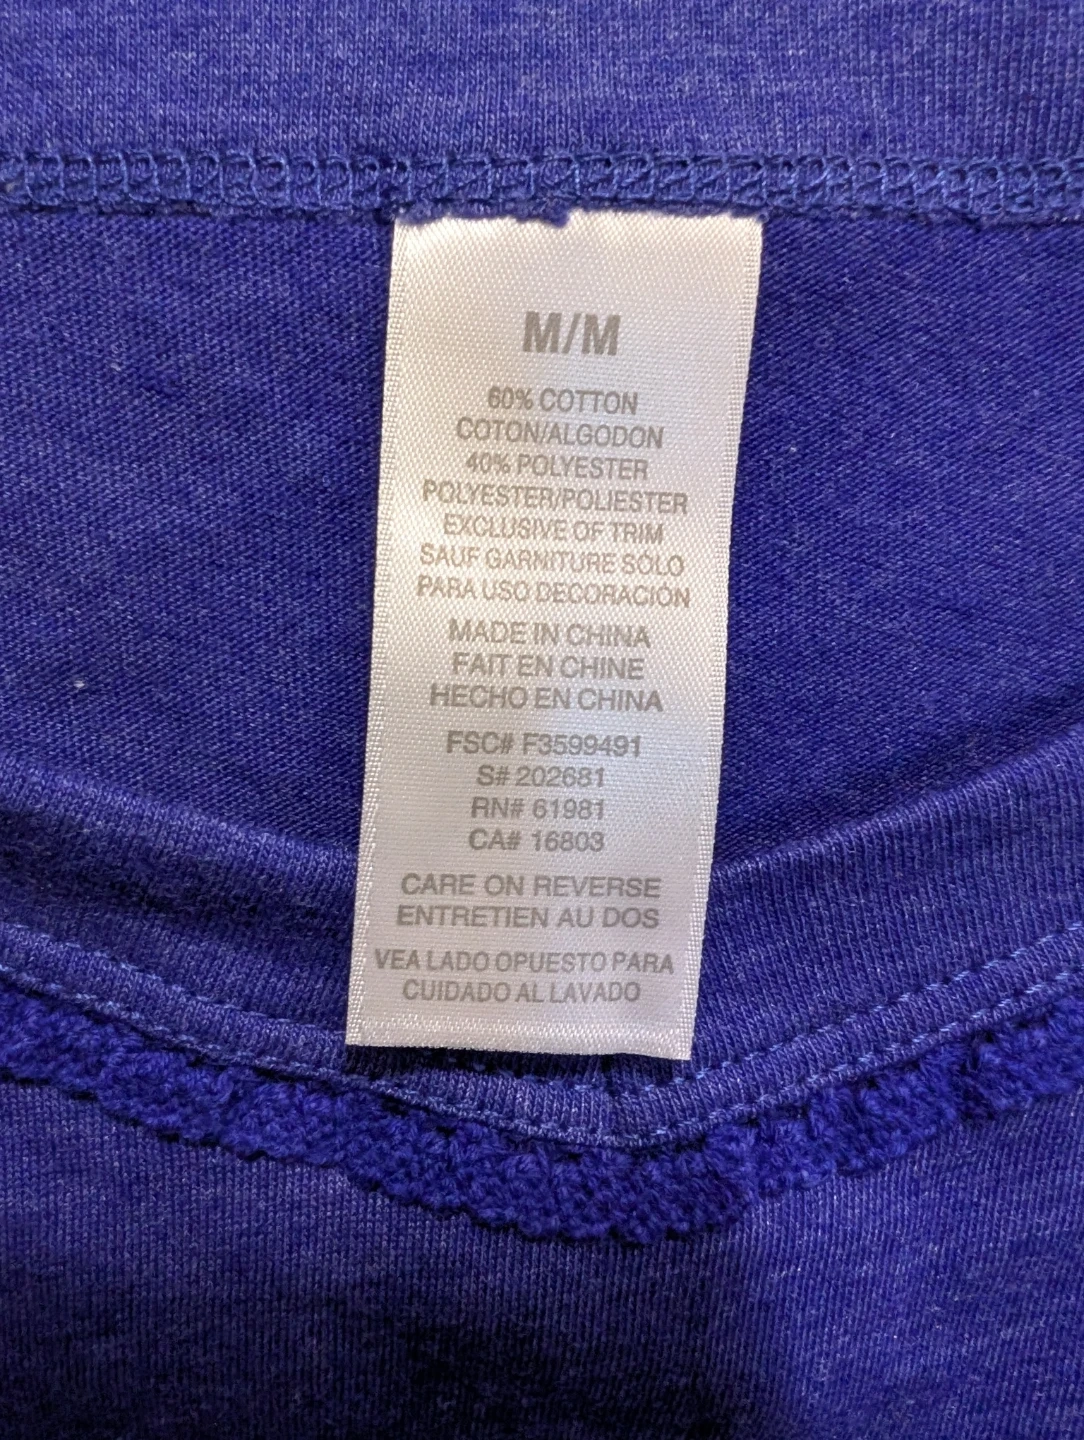 M/M
60% COTTON
COTON/ALGODON
40% POLYESTER
POLYESTER/POLIESTER
EXCLUSIVE OF TRIM
SAUF GARNITURE SÓLO
PARA USO DECORACIÓN
MADE IN CHINA
FAIT EN CHINE
HECHO EN CHINA
FSC# F3599491
S# 202681
RN# 61981
CA# 16803
CARE ON REVERSE
ENTRETIEN AU DOS
VEA LADO OPUESTO PARA
CUIDADO AL LAVADO